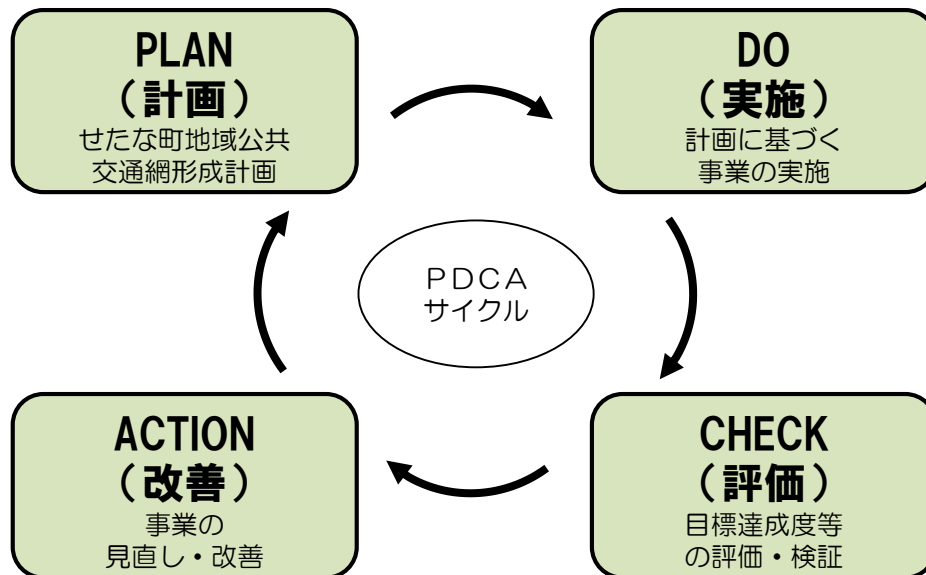 PLAN
（計画）
せたな町地域公共
交通網形成計画
DO
（実施）
計画に基づく
事業の実施
PDCA
サイクル
ACTION
（改善）
事業の
見直し・改善
CHECK
（評価）
目標達成度等
の評価・検証